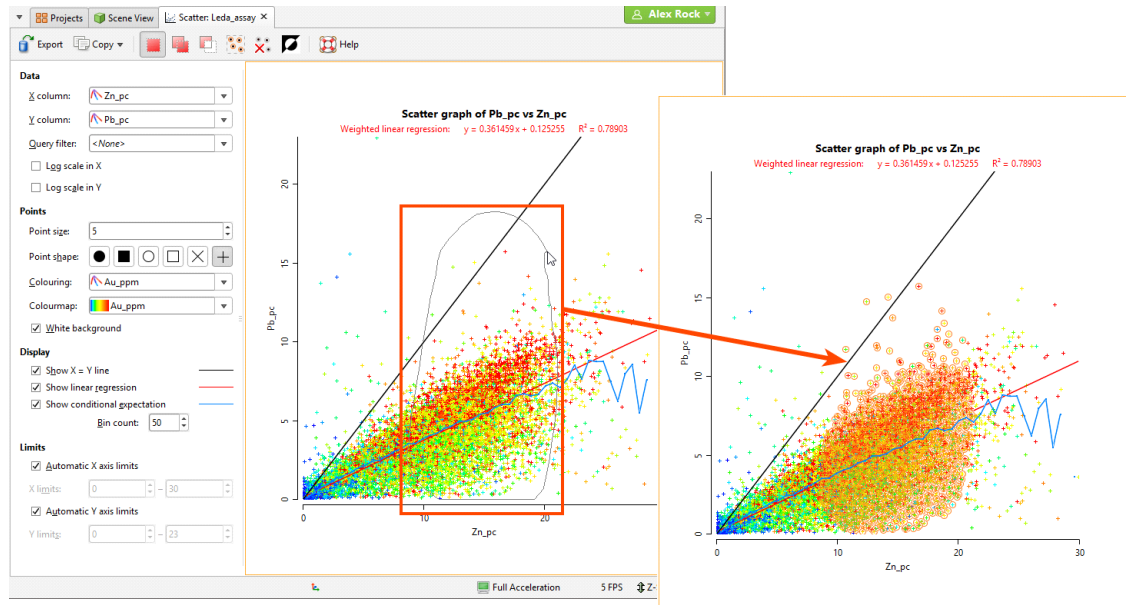 Projects Scene View Scatter: Leda_assay ×
Alex Rock
Export Copy Help
Data
X column: Zn_pc
Y column: Pb_pc
Query filter: <None>
Log scale in X
Log scale in Y
Points
Point size: 5
Point shape:
Colouring: Au_ppm
Colourmap: Au_ppm
White background
Display
Show X = Y line
Show linear regression
Show conditional expectation
Bin count: 50
Limits
Automatic X axis limits
X limits: 0 – 30
Automatic Y axis limits
Y limits: 0 – 23
Scatter graph of Pb_pc vs Zn_pc
Weighted linear regression: y = 0.361459x + 0.125255 R² = 0.78903
20
15
10
5
0
Pb_pc
0 10 20
Zn_pc
Scatter graph of Pb_pc vs Zn_pc
Weighted linear regression: y = 0.361459x + 0.125255 R² = 0.78903
20
15
10
5
0
Pb_pc
0 10 20 30
Zn_pc
Full Acceleration 5 FPS Z-